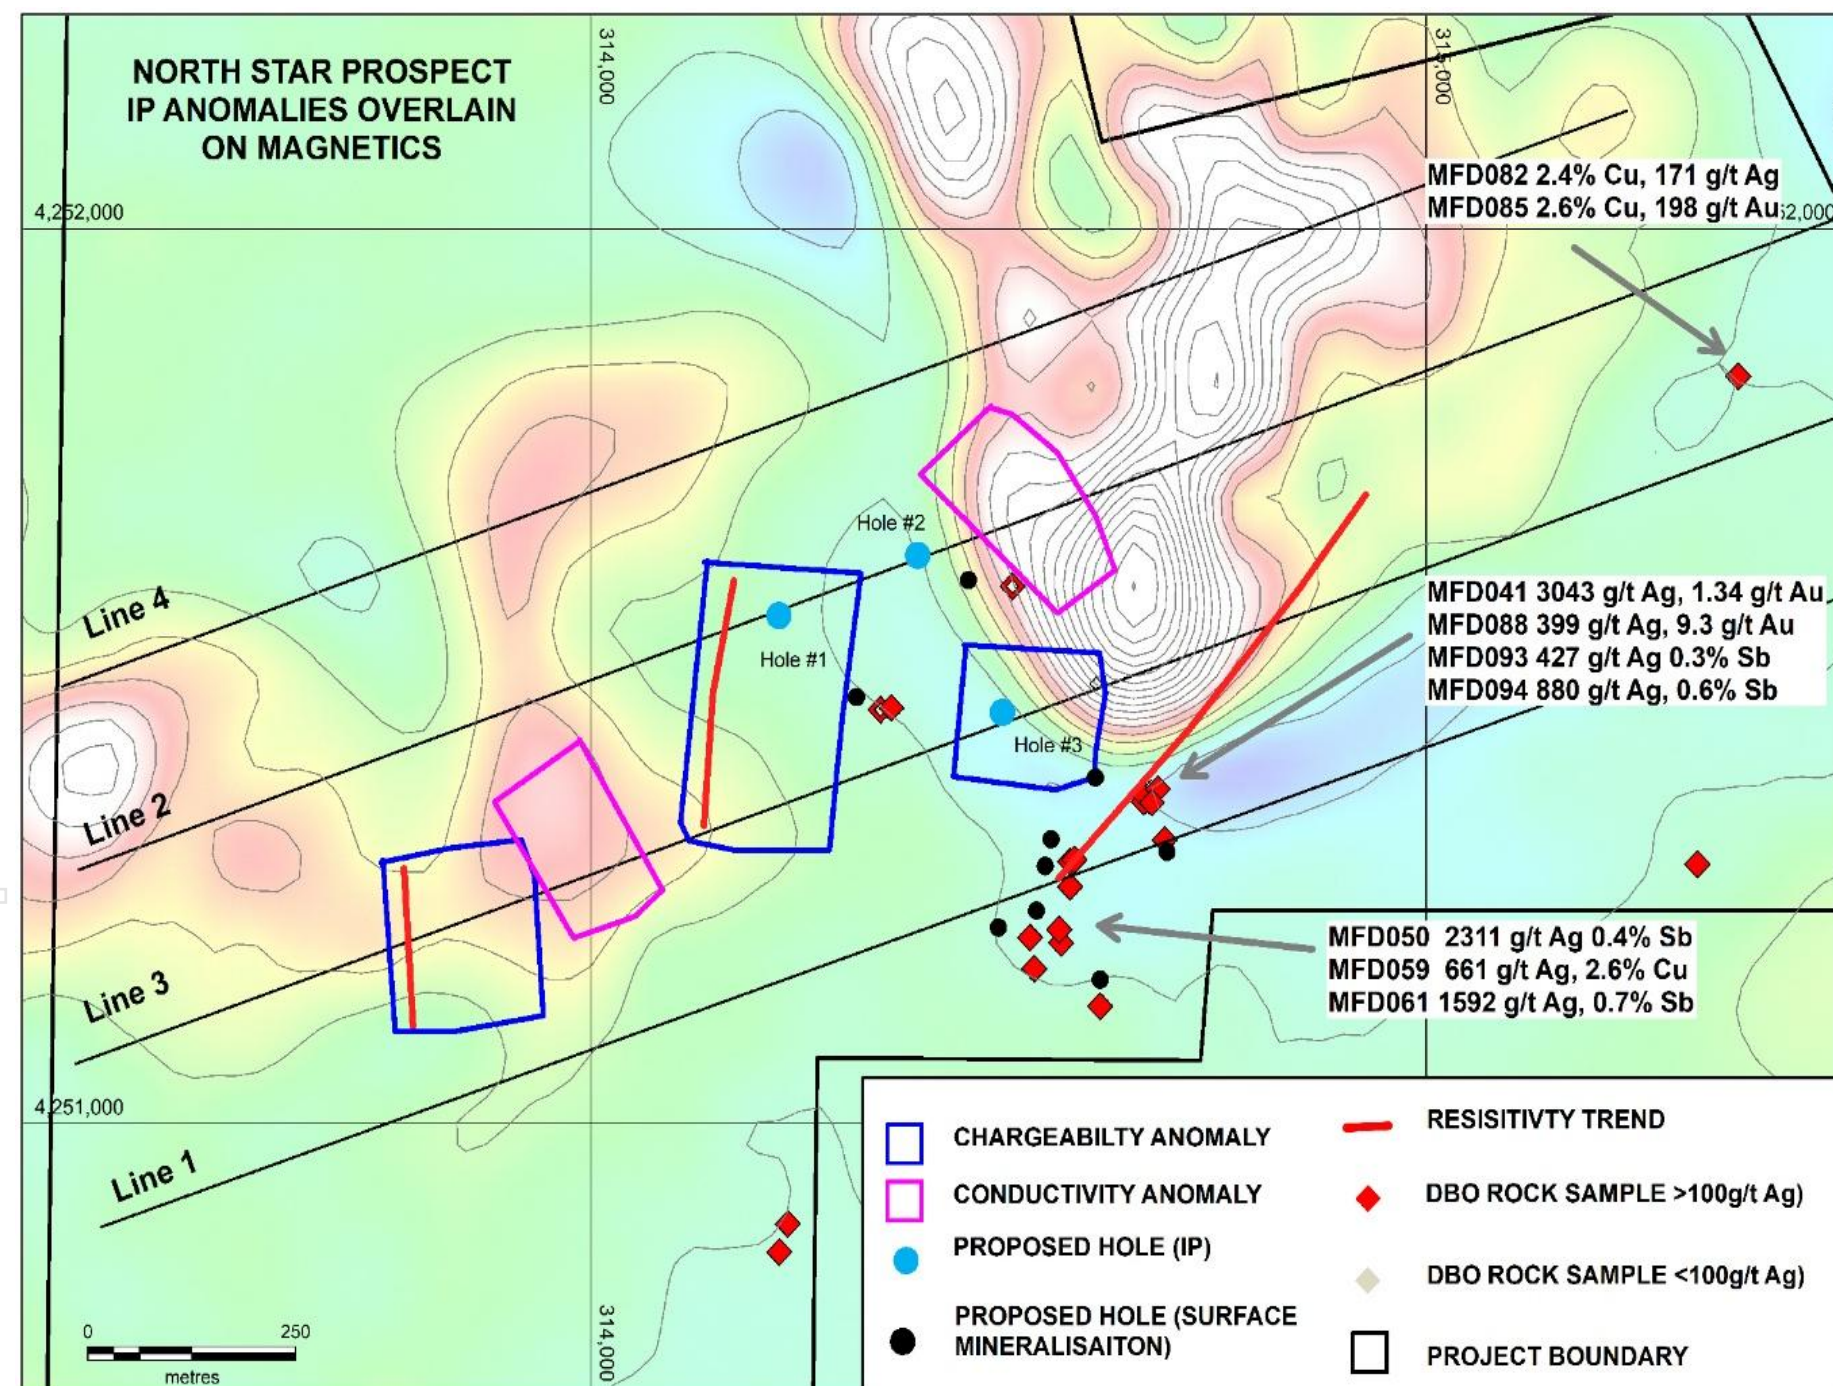 NORTH STAR PROSPECT
IP ANOMALIES OVERLAIN
ON MAGNETICS
314,000
315,000
4,252,000
MFD082 2.4% Cu, 171 g/t Ag
MFD085 2.6% Cu, 198 g/t Au
52,000
Hole #2
Line 4
Hole #1
MFD041 3043 g/t Ag, 1.34 g/t Au
MFD088 399 g/t Ag, 9.3 g/t Au
MFD093 427 g/t Ag 0.3% Sb
MFD094 880 g/t Ag, 0.6% Sb
Hole #3
Line 2
Line 3
MFD050 2311 g/t Ag 0.4% Sb
MFD059 661 g/t Ag, 2.6% Cu
MFD061 1592 g/t Ag, 0.7% Sb
4,251,000
Line 1
CHARGEABILTY ANOMALY
CONDUCTIVITY ANOMALY
PROPOSED HOLE (IP)
PROPOSED HOLE (SURFACE
MINERALISAITON)
RESISITIVTY TREND
DBO ROCK SAMPLE >100g/t Ag)
DBO ROCK SAMPLE <100g/t Ag)
PROJECT BOUNDARY
314,000
0 250
metres